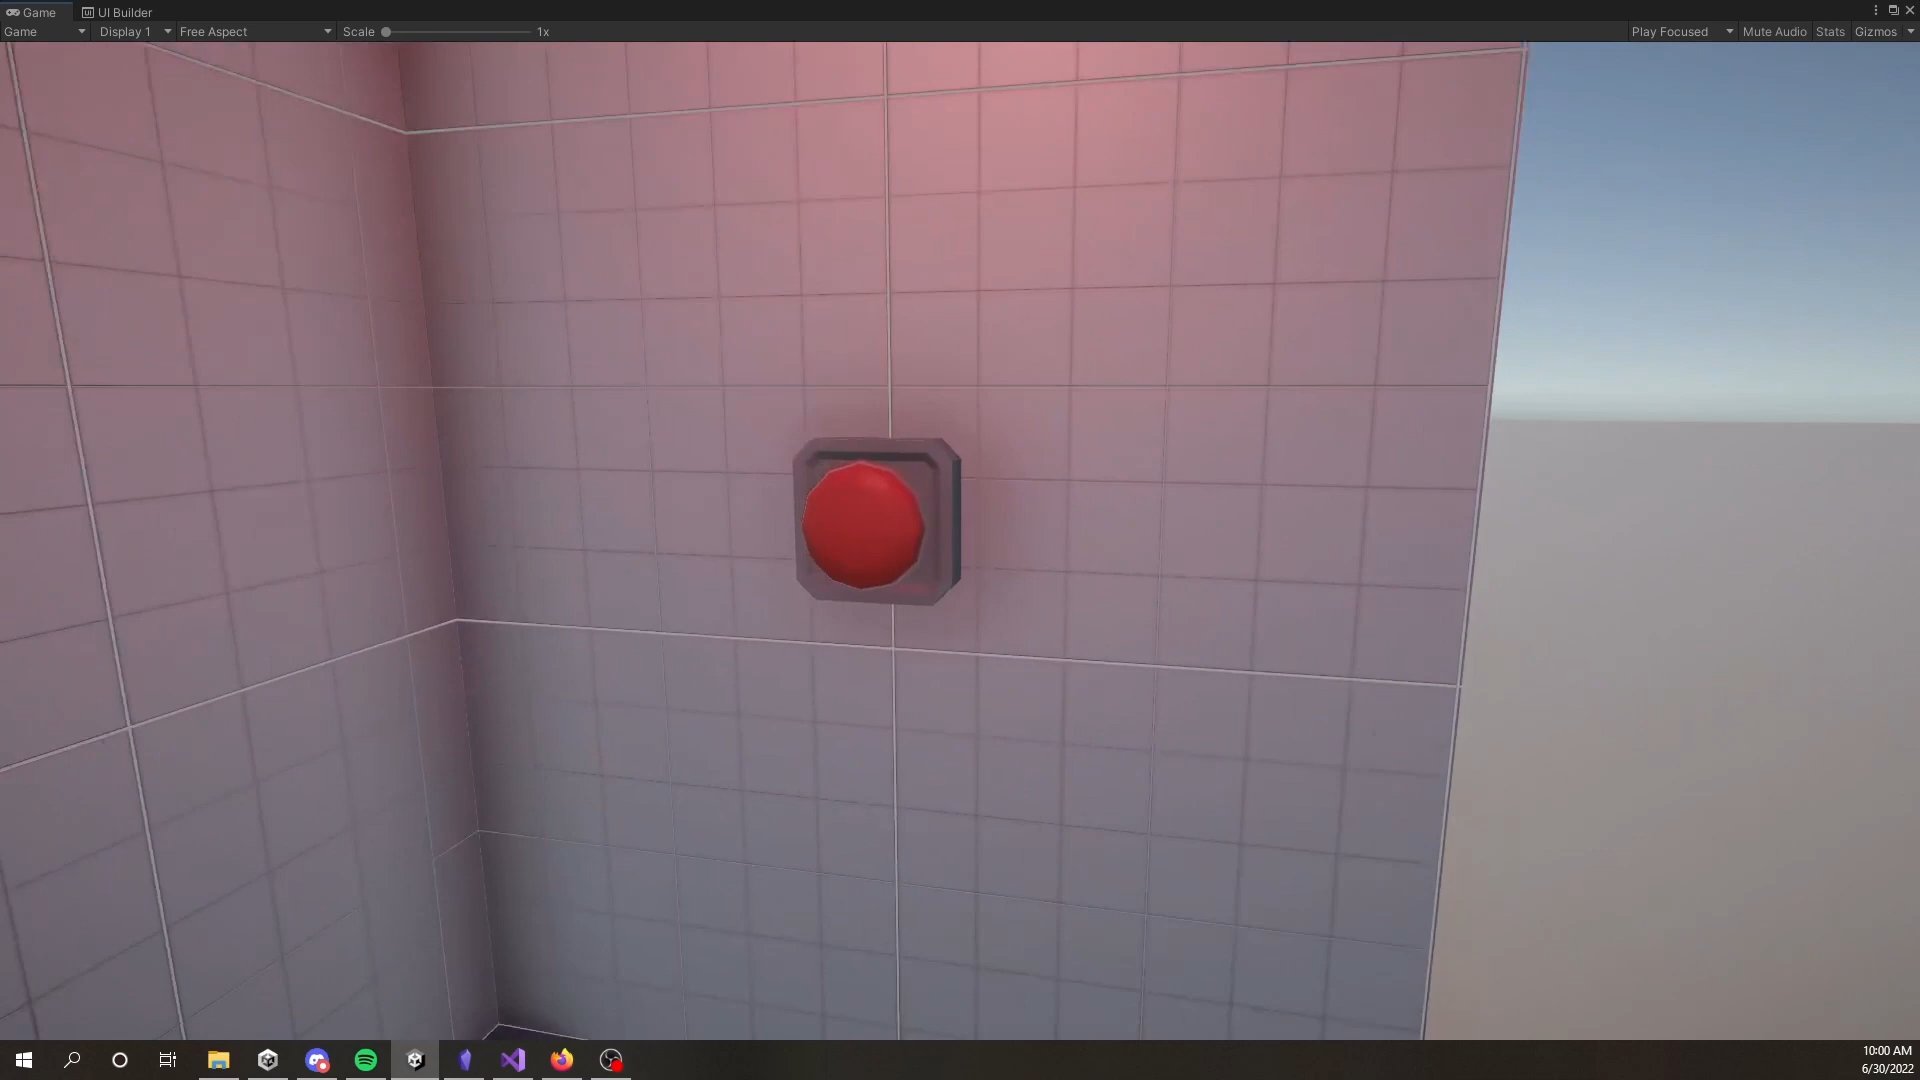 Game
UI Builder
Game
Display 1
Free Aspect
Scale
1x
Play Focused
Mute Audio
Stats
Gizmos
10:00 AM
6/30/2022